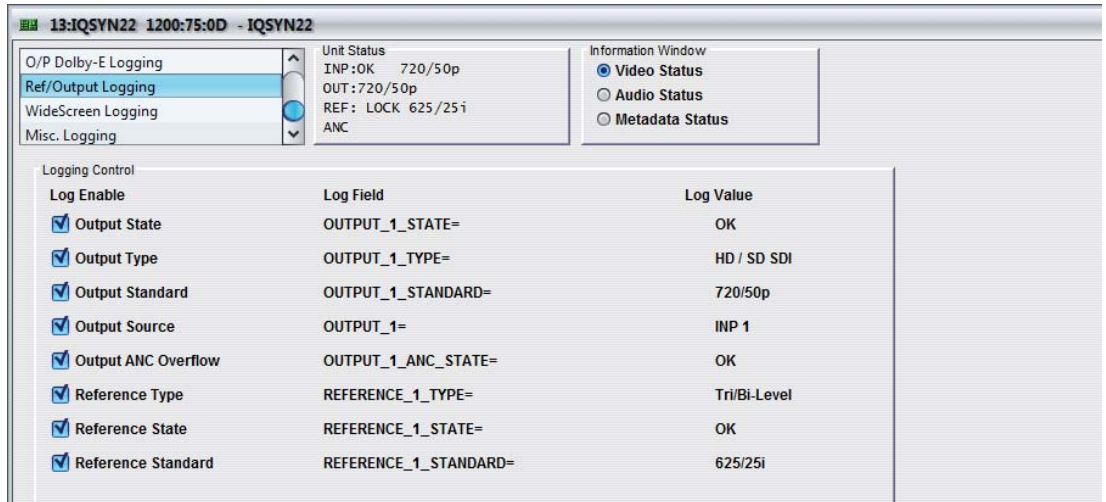 13:IQSYN22 1200:75:0D - IQSYN22
O/P Dolby-E Logging
Ref/Output Logging
WideScreen Logging
Misc. Logging
Unit Status
INP:OK 720/50p
OUT:720/50p
REF: LOCK 625/25i
ANC
Information Window
Video Status
Audio Status
Metadata Status
Logging Control
Log Enable Log Field Log Value
Output State OUTPUT_1_STATE= OK
Output Type OUTPUT_1_TYPE= HD / SD SDI
Output Standard OUTPUT_1_STANDARD= 720/50p
Output Source OUTPUT_1= INP 1
Output ANC Overflow OUTPUT_1_ANC_STATE= OK
Reference Type REFERENCE_1_TYPE= Tri/Bi-Level
Reference State REFERENCE_1_STATE= OK
Reference Standard REFERENCE_1_STANDARD= 625/25i